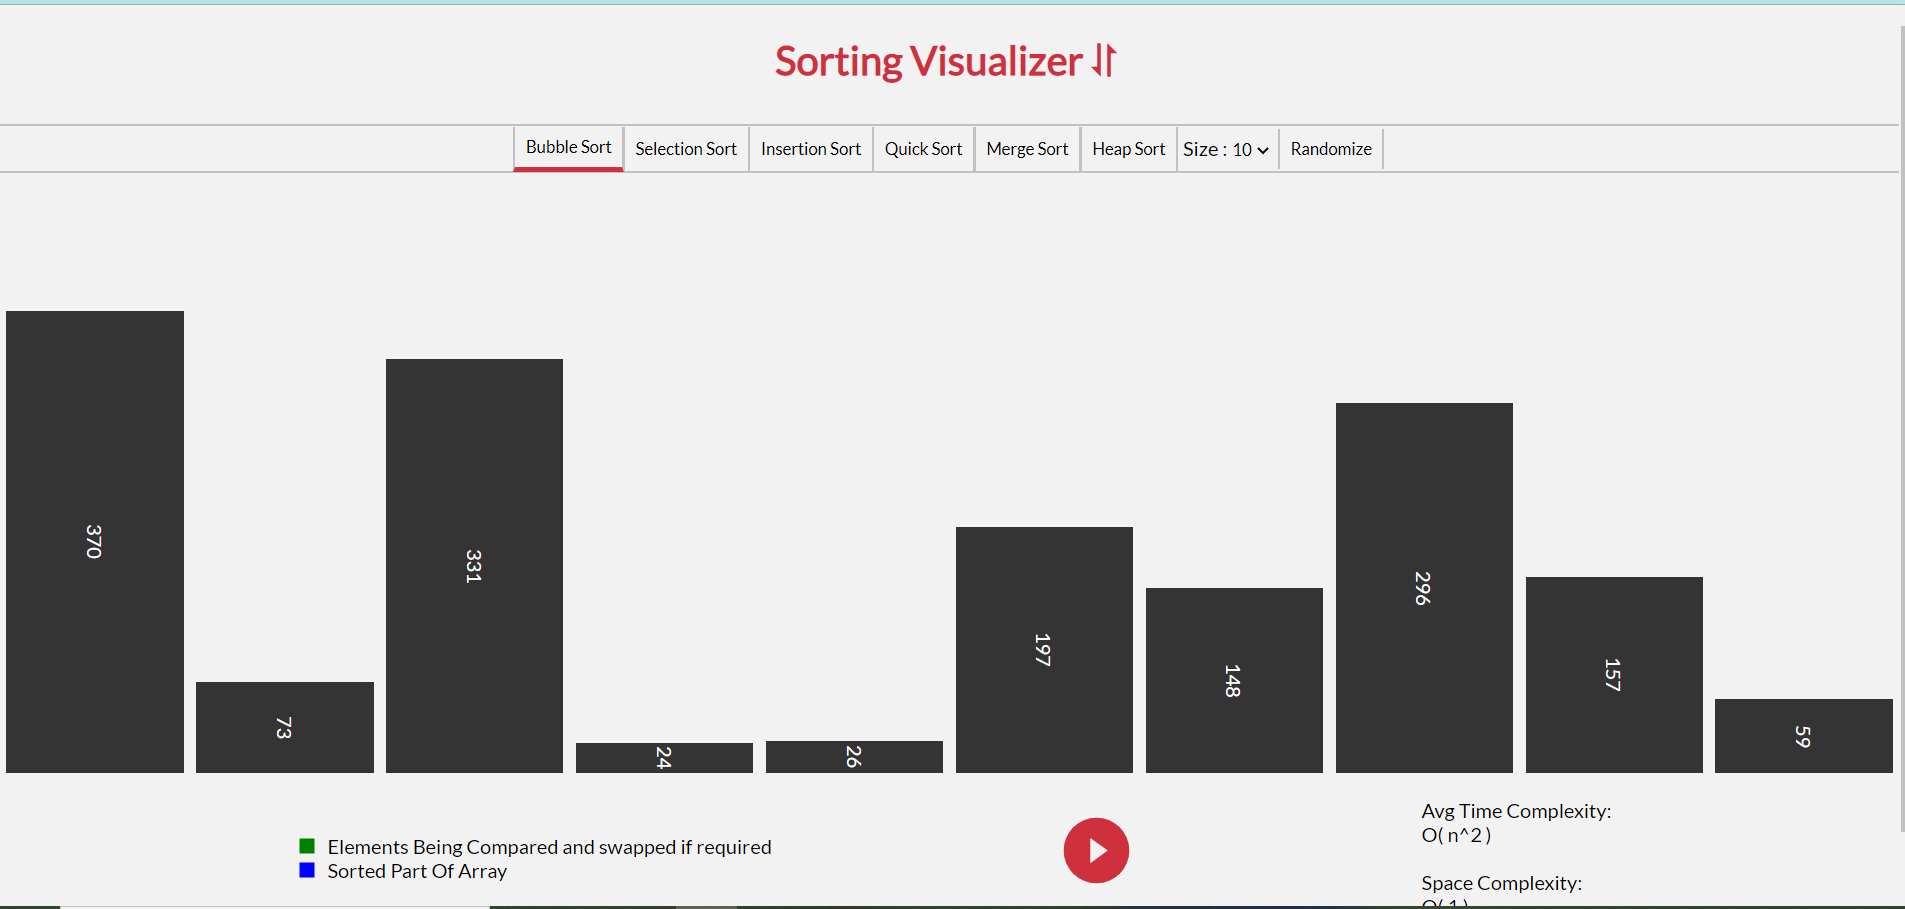 Sorting Visualizer
Bubble Sort Selection Sort Insertion Sort Quick Sort Merge Sort Heap Sort Size : 10 Randomize
370 73 331 24 26 197 148 296 157 59
Elements Being Compared and swapped if required
Sorted Part Of Array
Avg Time Complexity:
O( n^2 )
Space Complexity:
O( 1 )